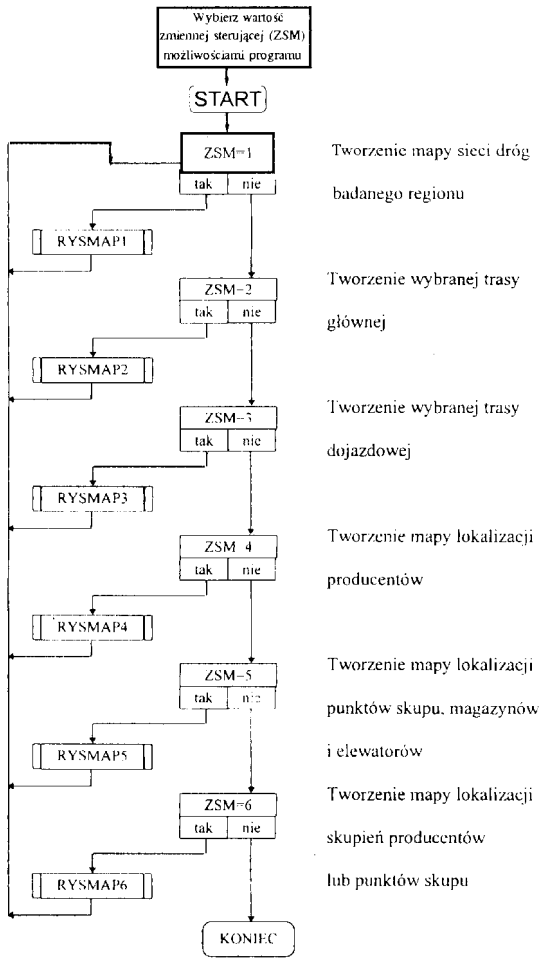 Wybierz wartość
zmiennej sterującej (ZSM)
możliwościami programu
START
ZSM=1
tak nie
Tworzenie mapy sieci dróg
badanego regionu
RYSMAP1
ZSM=2
tak nie
Tworzenie wybranej trasy
głównej
RYSMAP2
ZSM=3
tak nie
Tworzenie wybranej trasy
dojazdowej
RYSMAP3
ZSM=4
tak nie
Tworzenie mapy lokalizacji
producentów
RYSMAP4
ZSM=5
tak nie
Tworzenie mapy lokalizacji
punktów skupu, magazynów
i elewatorów
RYSMAP5
ZSM=6
tak nie
Tworzenie mapy lokalizacji
skupień producentów
lub punktów skupu
RYSMAP6
KONIEC